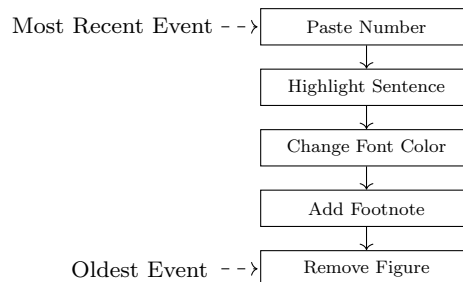 Most Recent Event
Paste Number
Highlight Sentence
Change Font Color
Add Footnote
Oldest Event
Remove Figure